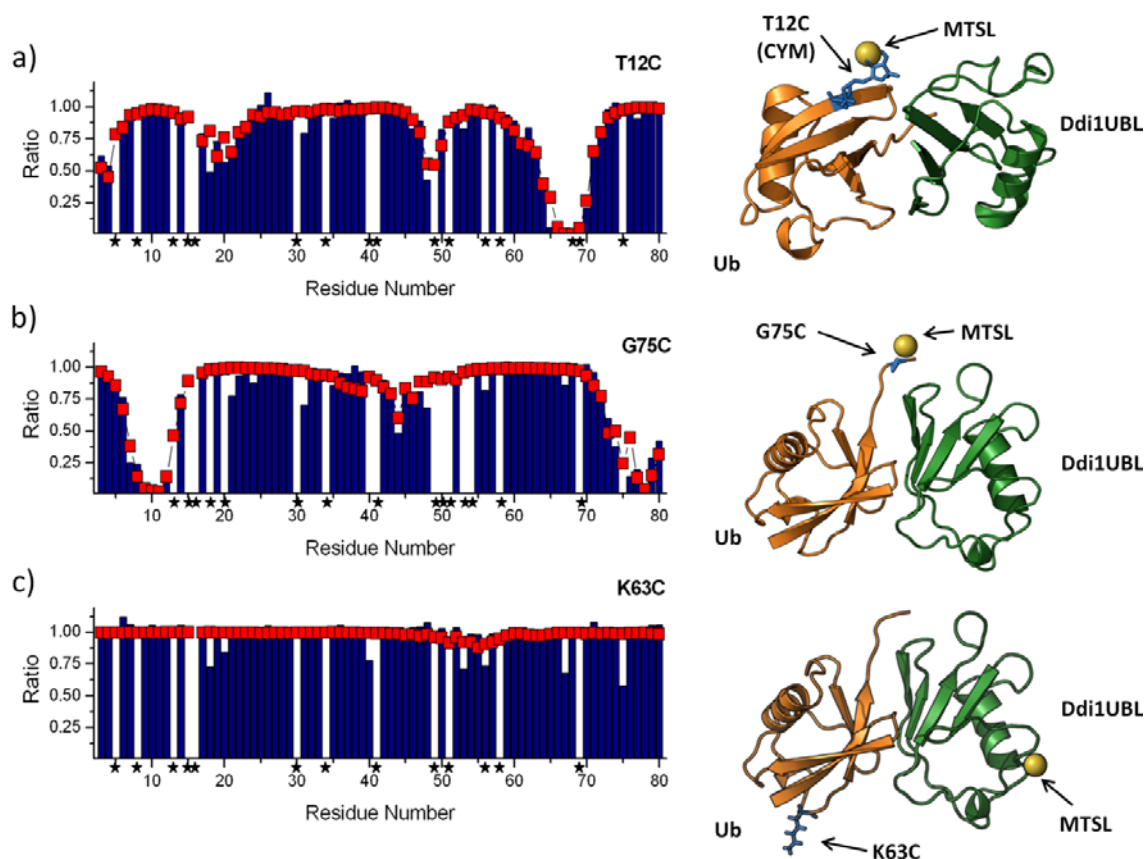 a)
T12C
1.00
0.75
0.50
0.25
Ratio
10 20 30 40 50 60 70 80
Residue Number
T12C
(CYM)
MTSL
Ddi1UBL
Ub
b)
G75C
1.00
0.75
0.50
0.25
Ratio
10 20 30 40 50 60 70 80
Residue Number
G75C
MTSL
Ddi1UBL
Ub
c)
K63C
1.00
0.75
0.50
0.25
Ratio
10 20 30 40 50 60 70 80
Residue Number
Ddi1UBL
MTSL
Ub
K63C